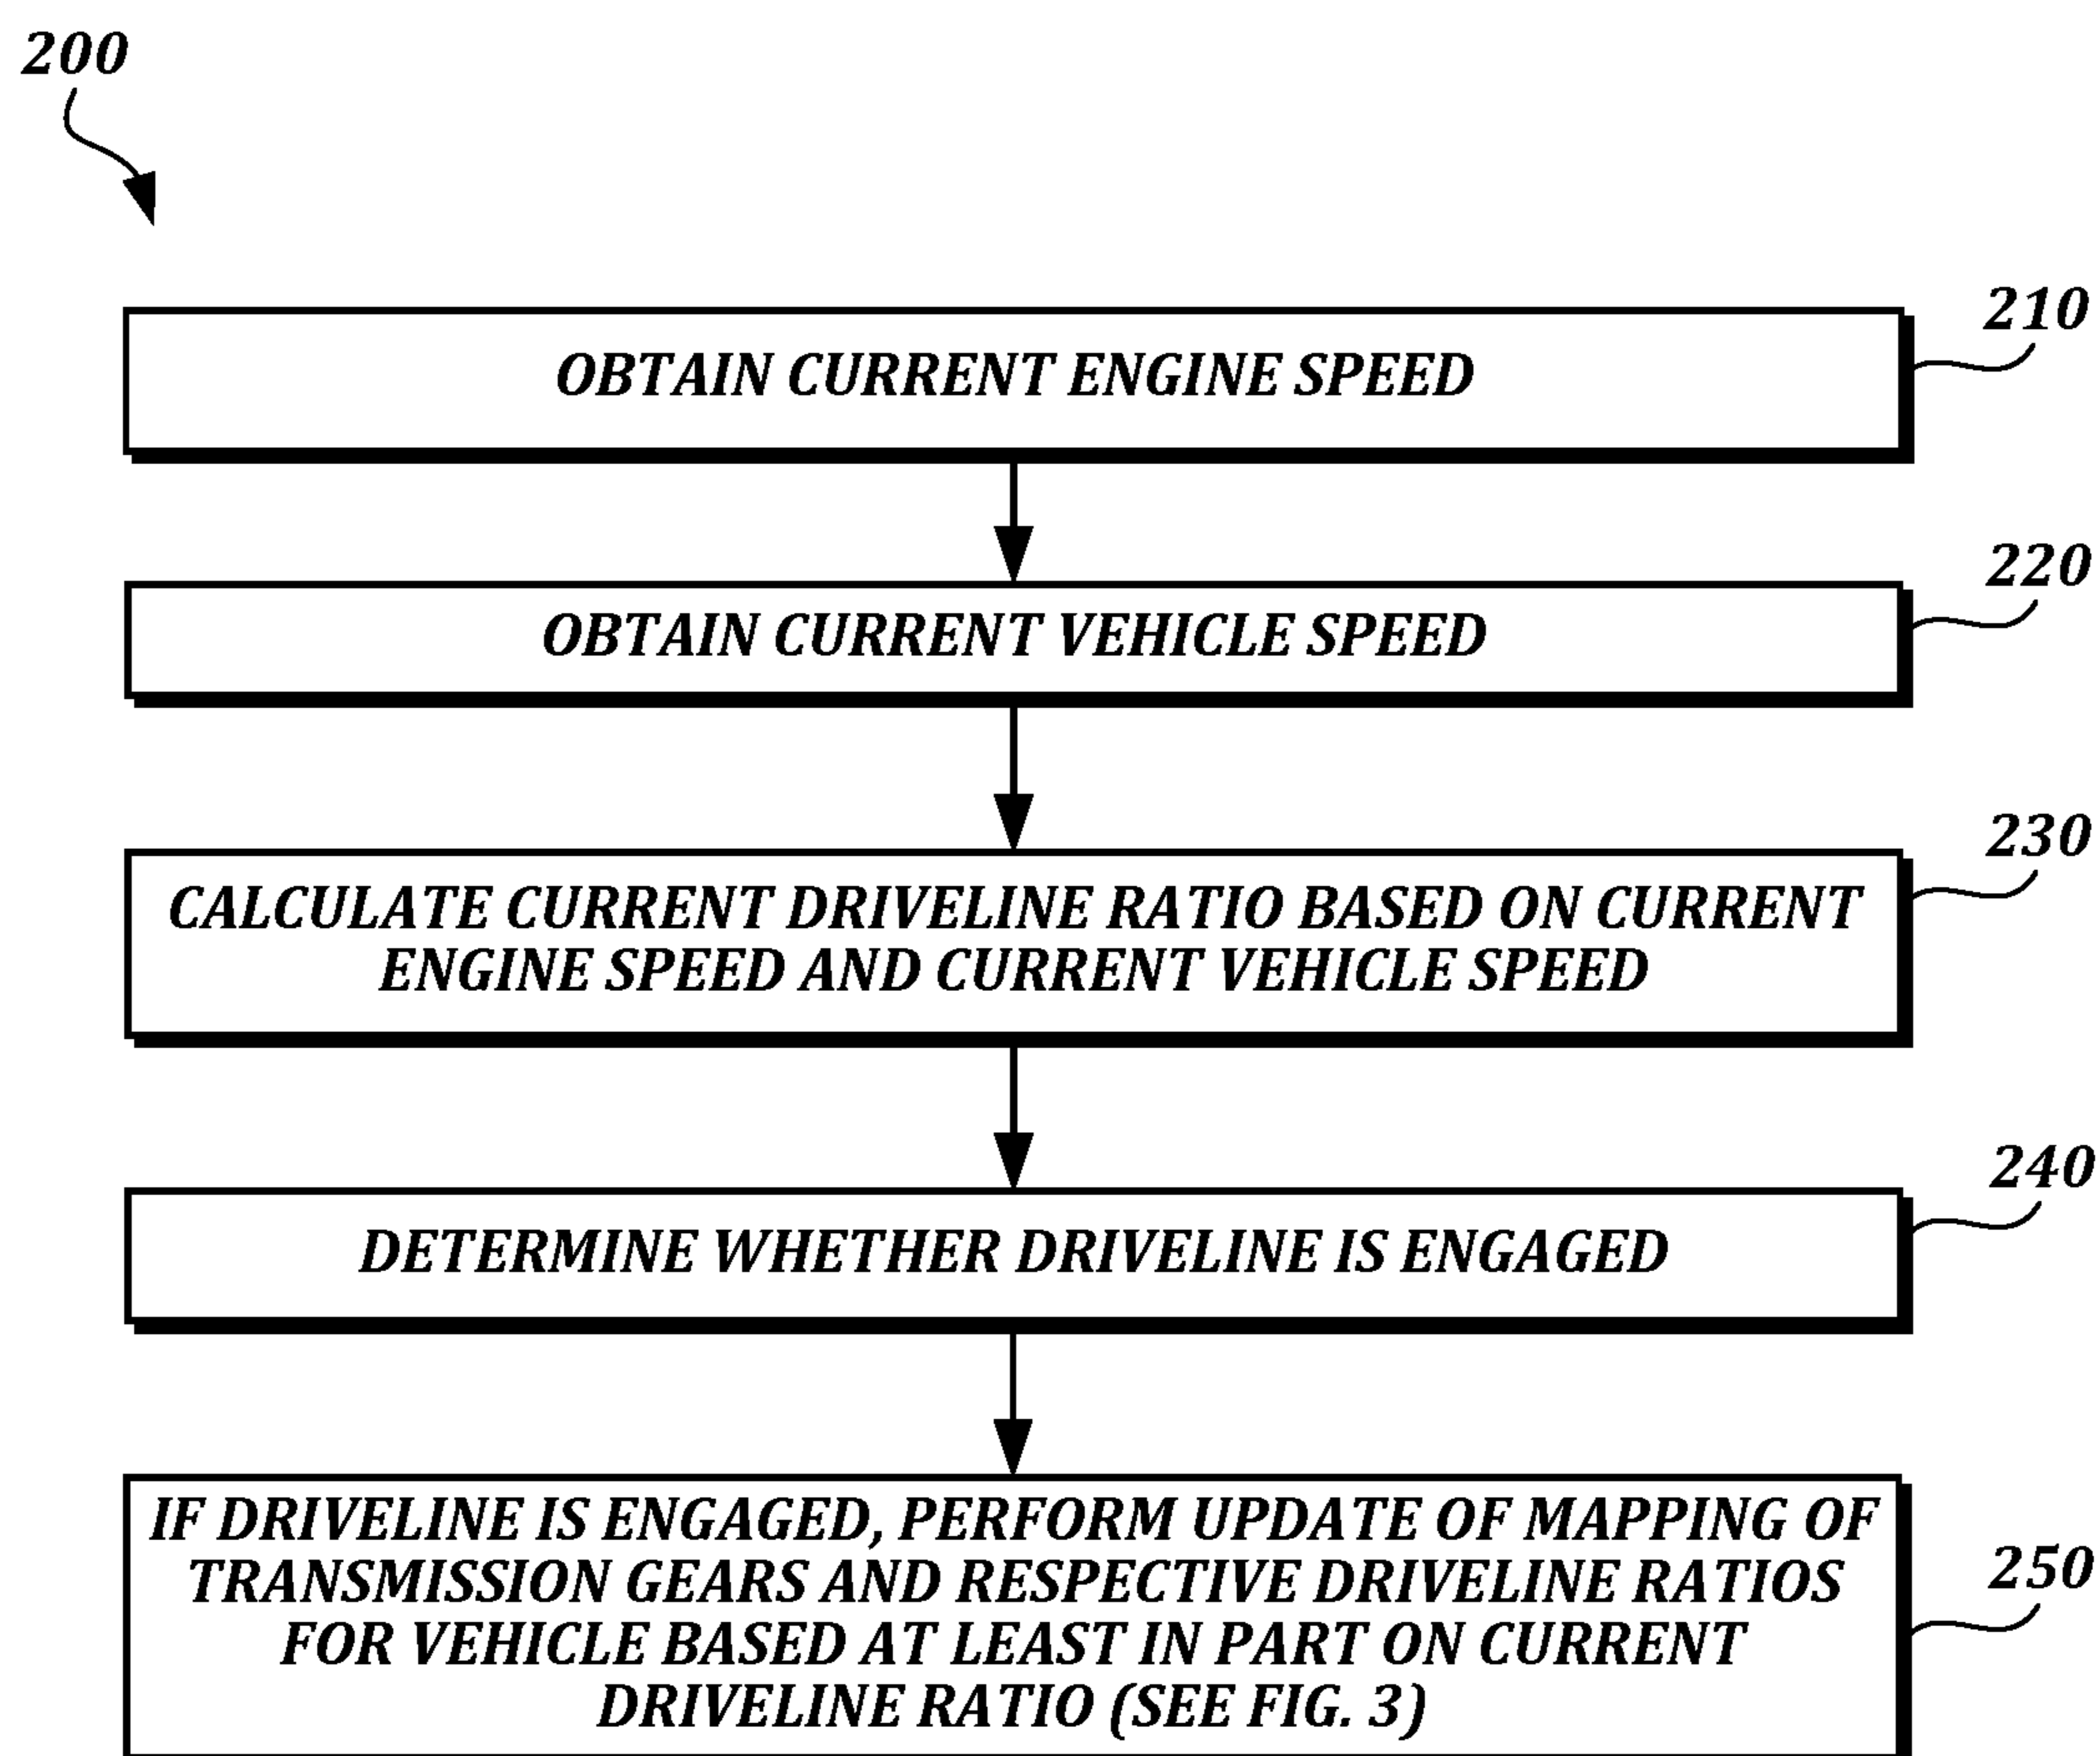 200
210
OBTAIN CURRENT ENGINE SPEED
220
OBTAIN CURRENT VEHICLE SPEED
230
CALCULATE CURRENT DRIVELINE RATIO BASED ON CURRENT
ENGINE SPEED AND CURRENT VEHICLE SPEED
240
DETERMINE WHETHER DRIVELINE IS ENGAGED
250
IF DRIVELINE IS ENGAGED, PERFORM UPDATE OF MAPPING OF
TRANSMISSION GEARS AND RESPECTIVE DRIVELINE RATIOS
FOR VEHICLE BASED AT LEAST IN PART ON CURRENT
DRIVELINE RATIO (SEE FIG. 3)